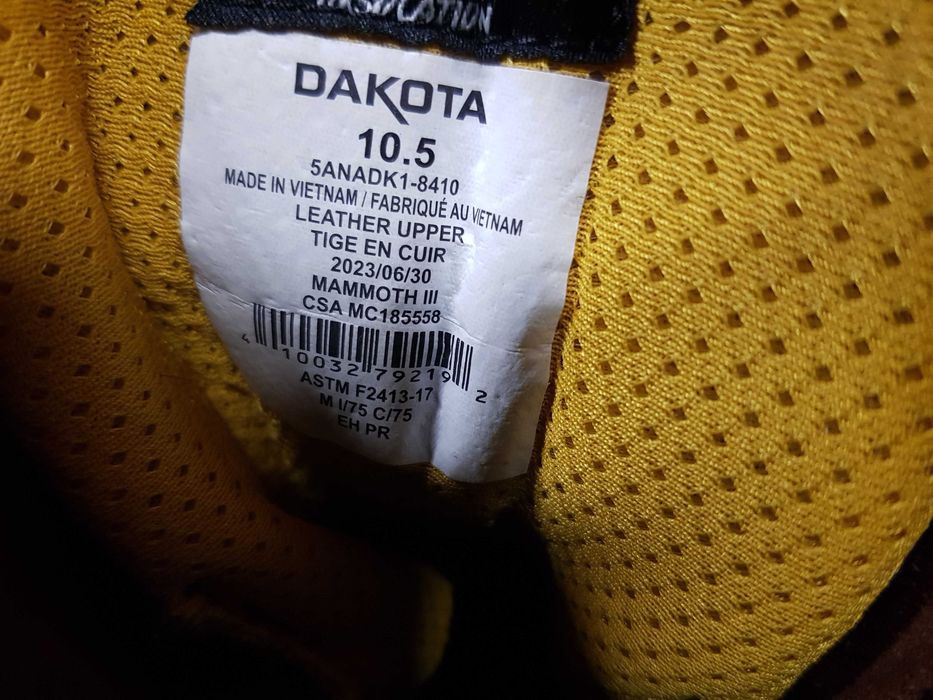 DAKOTA
10.5
5ANADK1-8410
MADE IN VIETNAM / FABRIQUÉ AU VIETNAM
LEATHER UPPER
TIGE EN CUIR
2023/06/30
MAMMOTH III
CSA MC185558
4 10032 79219 2
ASTM F2413-17
M I/75 C/75
EH PR